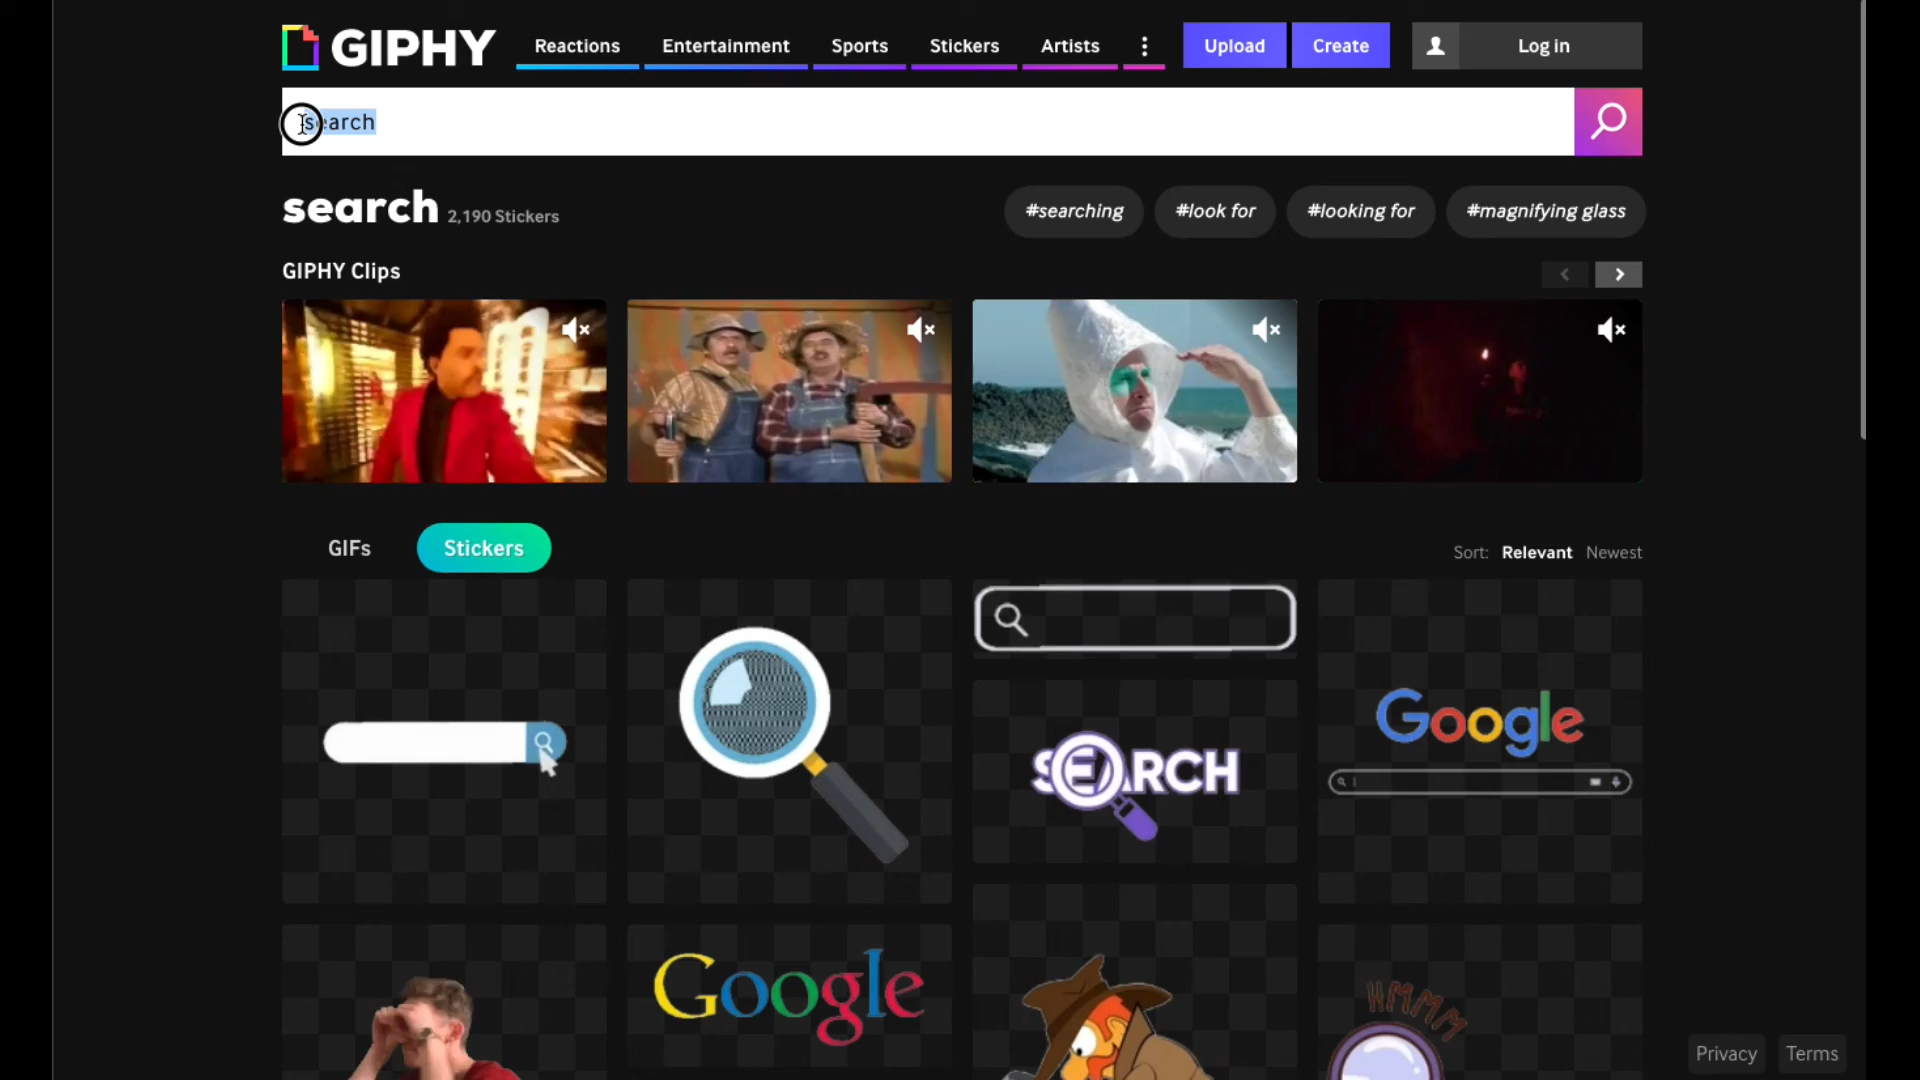 GIPHY
Reactions Entertainment Sports Stickers Artists Upload Create Log in
search
search 2,190 Stickers
#searching #look for #looking for #magnifying glass
GIPHY Clips
GIFs Stickers
Sort: Relevant Newest
SEARCH
Google
Google
HMMM
Privacy Terms